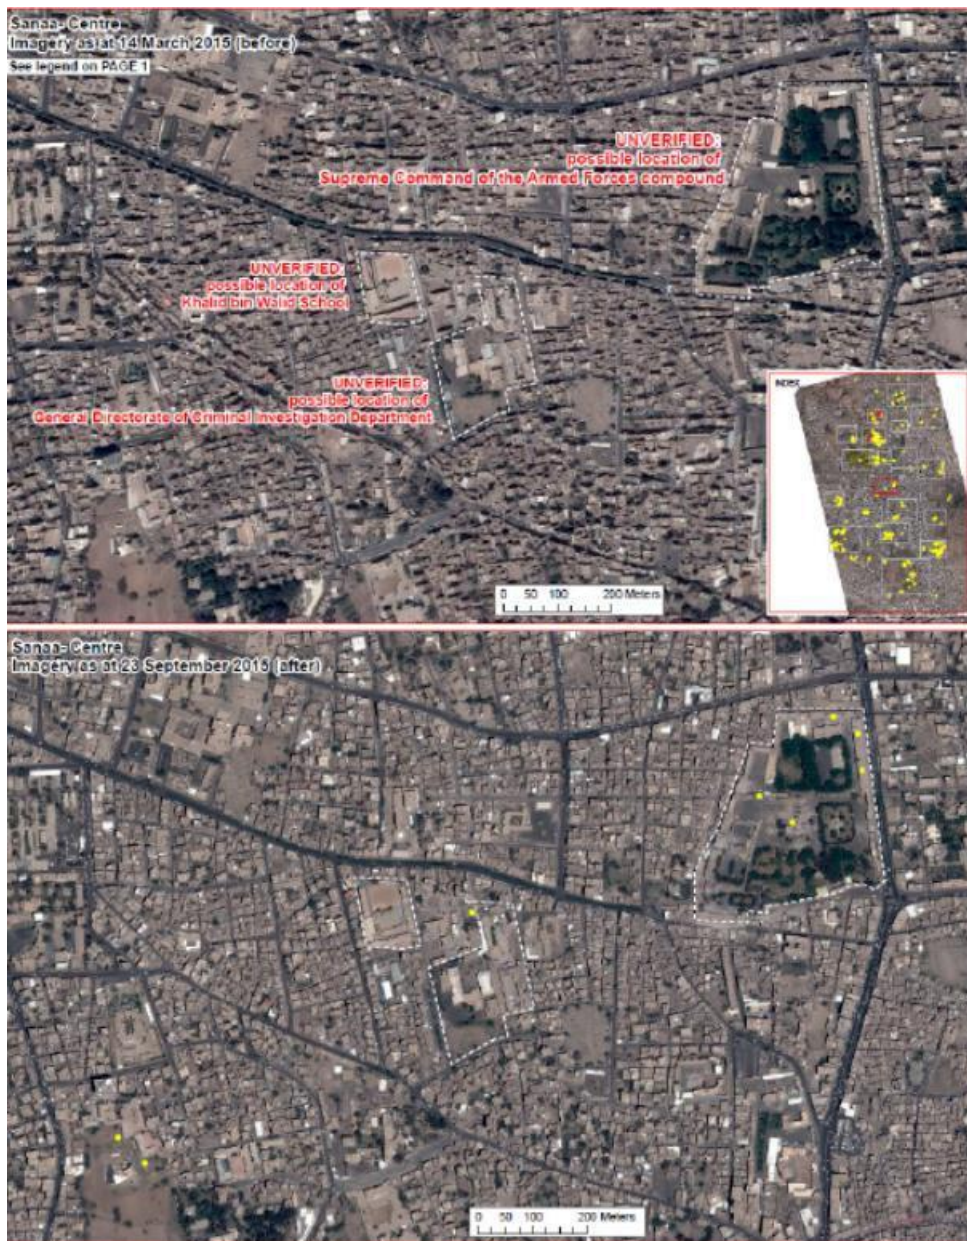 Sanaa- Centre
Imagery as at 14 March 2015 (before)
See legend on PAGE 1
UNVERIFIED:
possible location of
Supreme Command of the Armed Forces compound
UNVERIFIED:
possible location of
Khalid bin Walid School
UNVERIFIED:
possible location of
General Directorate of Criminal Investigation Department
INDEX
0 50 100 200 Meters
Sanaa- Centre
Imagery as at 23 September 2015 (after)
0 50 100 200 Meters